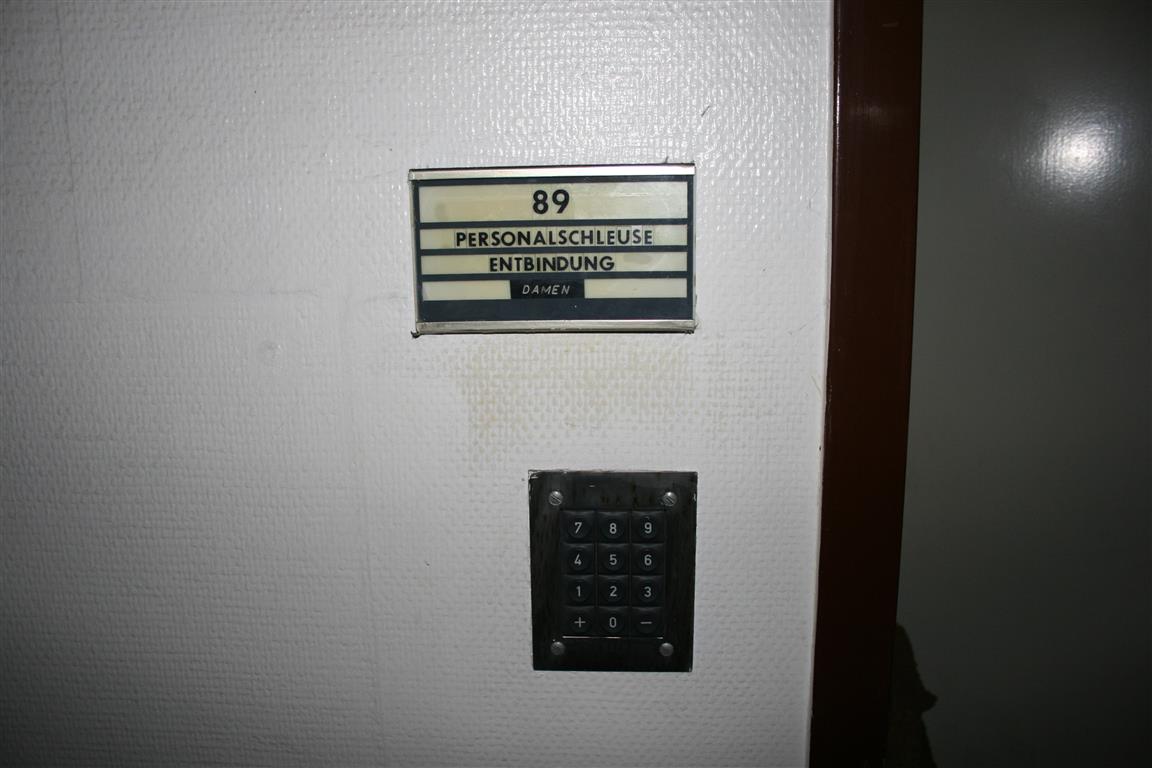 89
PERSONALSCHLEUSE
ENTBINDUNG
DAMEN
7 8 9
4 5 6
1 2 3
+ 0 −